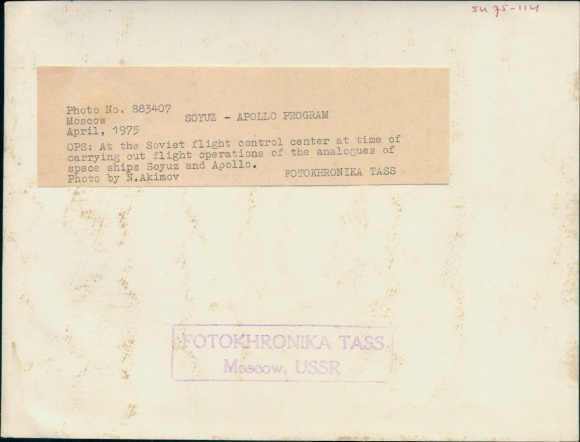 SU 75-114
Photo No. 883407
Moscow
SOYUZ - APOLLO PROGRAM
April, 1975
OPS: At the Soviet flight control center at time of
carrying out flight operations of the analogues of
space ships Soyuz and Apollo.
FOTOKHRONIKA TASS
Photo by N.Akimov
FOTOKHRONIKA TASS
Moscow, USSR